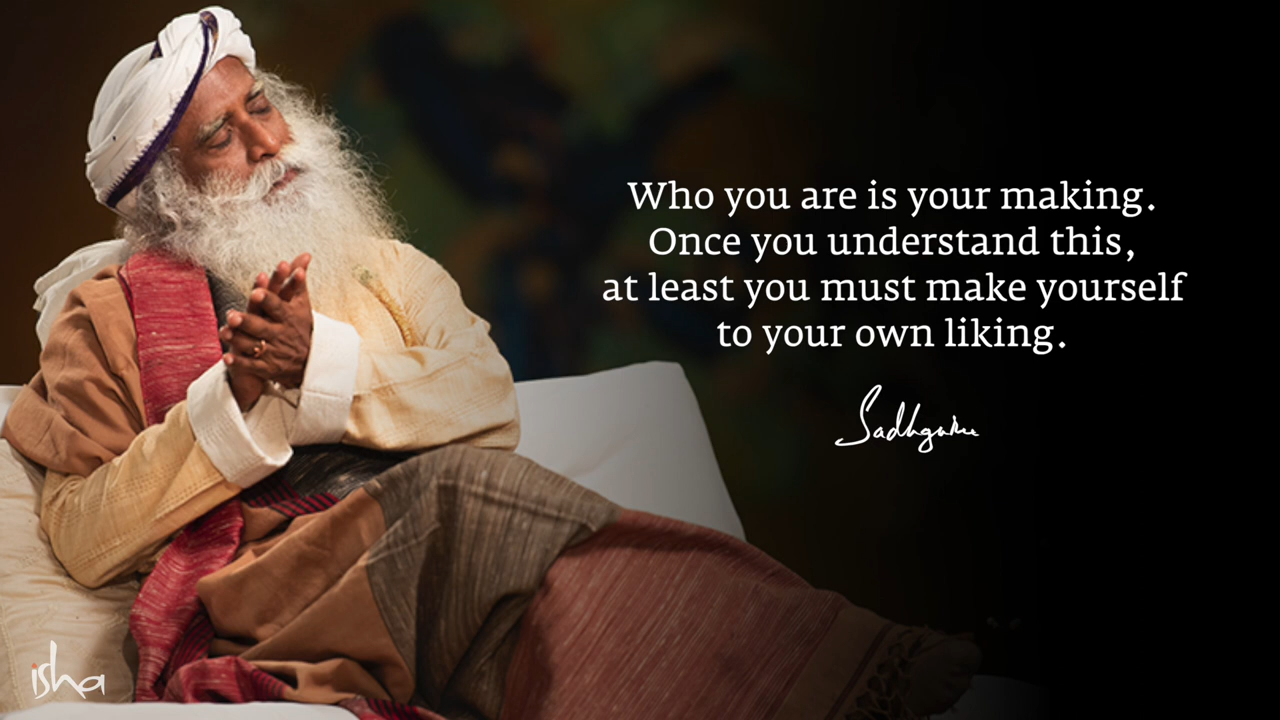 Who you are is your making.
Once you understand this,
at least you must make yourself
to your own liking.
Sadhguru
isha